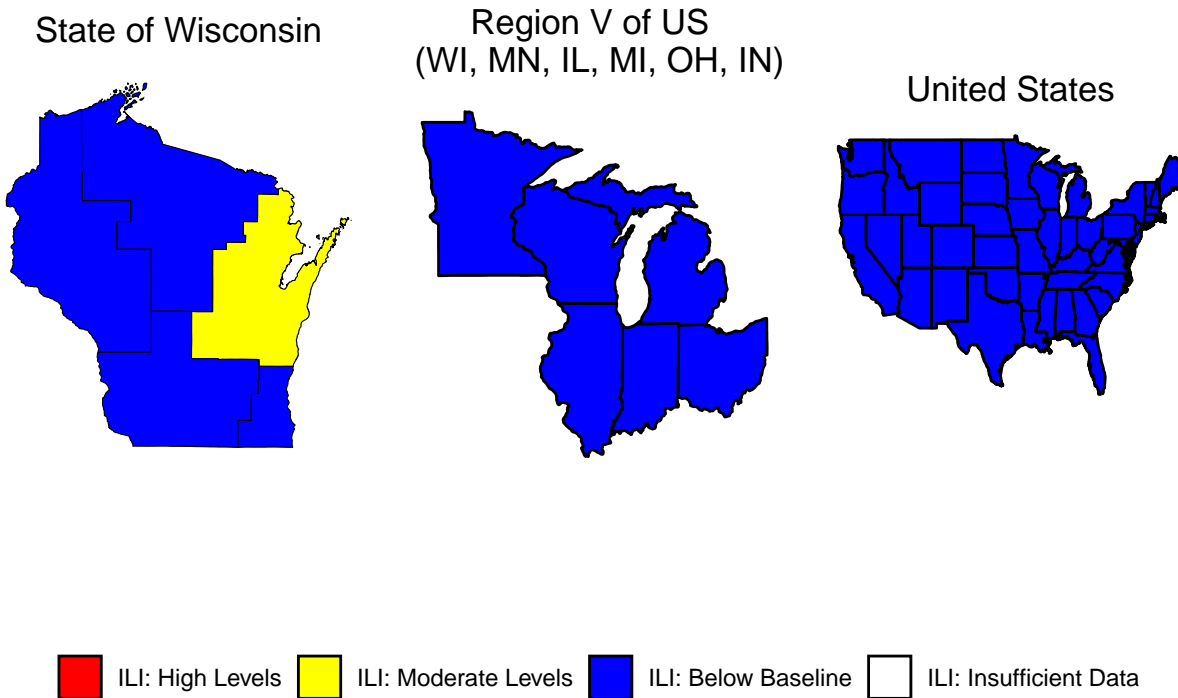 State of Wisconsin
Region V of US
(WI, MN, IL, MI, OH, IN)
United States
ILI: High Levels
ILI: Moderate Levels
ILI: Below Baseline
ILI: Insufficient Data